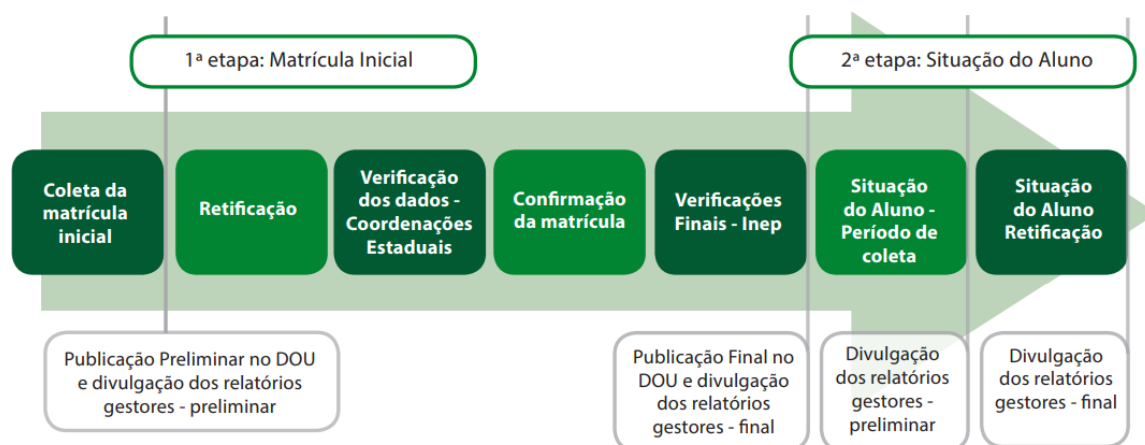 1ª etapa: Matrícula Inicial
2ª etapa: Situação do Aluno
Coleta da
matrícula
inicial
Retificação
Verificação
dos dados -
Coordenações
Estaduais
Confirmação
da matrícula
Verificações
Finais - Inep
Situação
do Aluno -
Período de
coleta
Situação
do Aluno
Retificação
Publicação Preliminar no DOU
e divulgação dos relatórios
gestores - preliminar
Publicação Final no
DOU e divulgação
dos relatórios
gestores - final
Divulgação
dos relatórios
gestores -
preliminar
Divulgação
dos relatórios
gestores - final